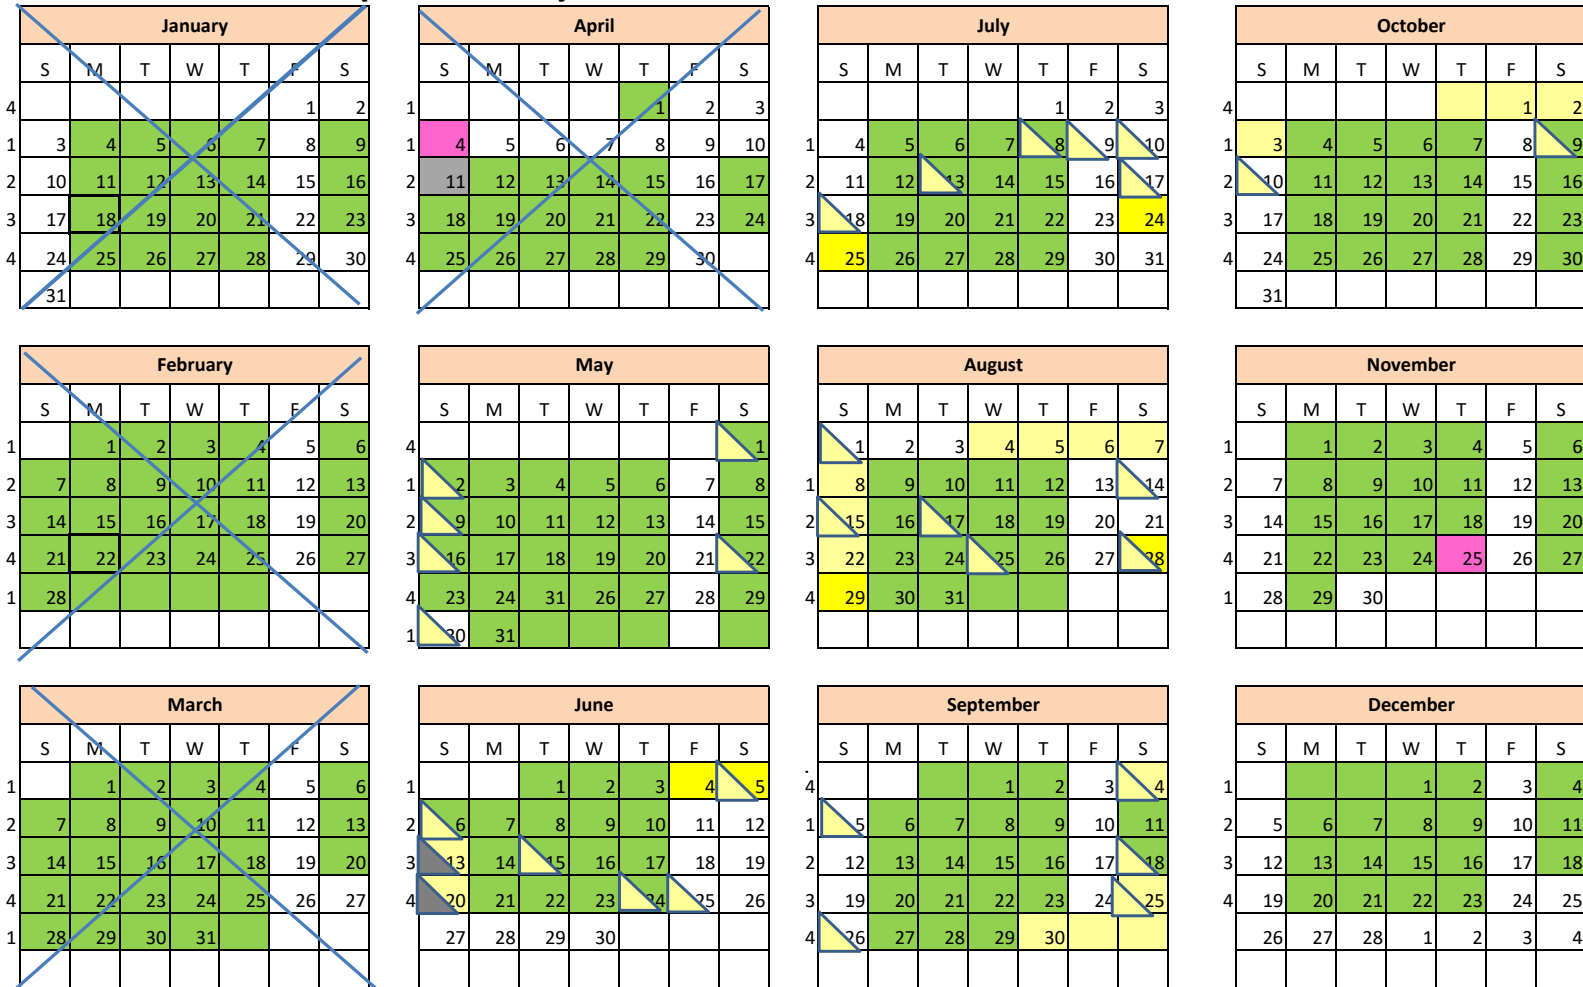 January
S M T W T F S
4 1 2
1 3 4 5 6 7 8 9
2 10 11 12 13 14 15 16
3 17 18 19 20 21 22 23
4 24 25 26 27 28 29 30
31
February
S M T W T F S
1 1 2 3 4 5 6
2 7 8 9 10 11 12 13
3 14 15 16 17 18 19 20
4 21 22 23 24 25 26 27
1 28
March
S M T W T F S
1 1 2 3 4 5 6
2 7 8 9 10 11 12 13
3 14 15 16 17 18 19 20
4 21 22 23 24 25 26 27
1 28 29 30 31
April
S M T W T F S
1 1 2 3
1 4 5 6 7 8 9 10
2 11 12 13 14 15 16 17
3 18 19 20 21 22 23 24
4 25 26 27 28 29 30
May
S M T W T F S
4 1
1 2 3 4 5 6 7 8
2 9 10 11 12 13 14 15
3 16 17 18 19 20 21 22
4 23 24 31 26 27 28 29
1 30 31
June
S M T W T F S
1 1 2 3 4 5
2 6 7 8 9 10 11 12
3 13 14 15 16 17 18 19
4 20 21 22 23 24 25 26
27 28 29 30
July
S M T W T F S
1 2 3
1 4 5 6 7 8 9 10
2 11 12 13 14 15 16 17
3 18 19 20 21 22 23 24
4 25 26 27 28 29 30 31
August
S M T W T F S
1 2 3 4 5 6 7
1 8 9 10 11 12 13 14
2 15 16 17 18 19 20 21
3 22 23 24 25 26 27 28
4 29 30 31
September
S M T W T F S
4 1 2 3 4
1 5 6 7 8 9 10 11
2 12 13 14 15 16 17 18
3 19 20 21 22 23 24 25
4 26 27 28 29 30
October
S M T W T F S
4 1 2
1 3 4 5 6 7 8 9
2 10 11 12 13 14 15 16
3 17 18 19 20 21 22 23
4 24 25 26 27 28 29 30
31
November
S M T W T F S
1 1 2 3 4 5 6
2 7 8 9 10 11 12 13
3 14 15 16 17 18 19 20
4 21 22 23 24 25 26 27
1 28 29 30
December
S M T W T F S
1 1 2 3 4
2 5 6 7 8 9 10 11
3 12 13 14 15 16 17 18
4 19 20 21 22 23 24 25
26 27 28 1 2 3 4